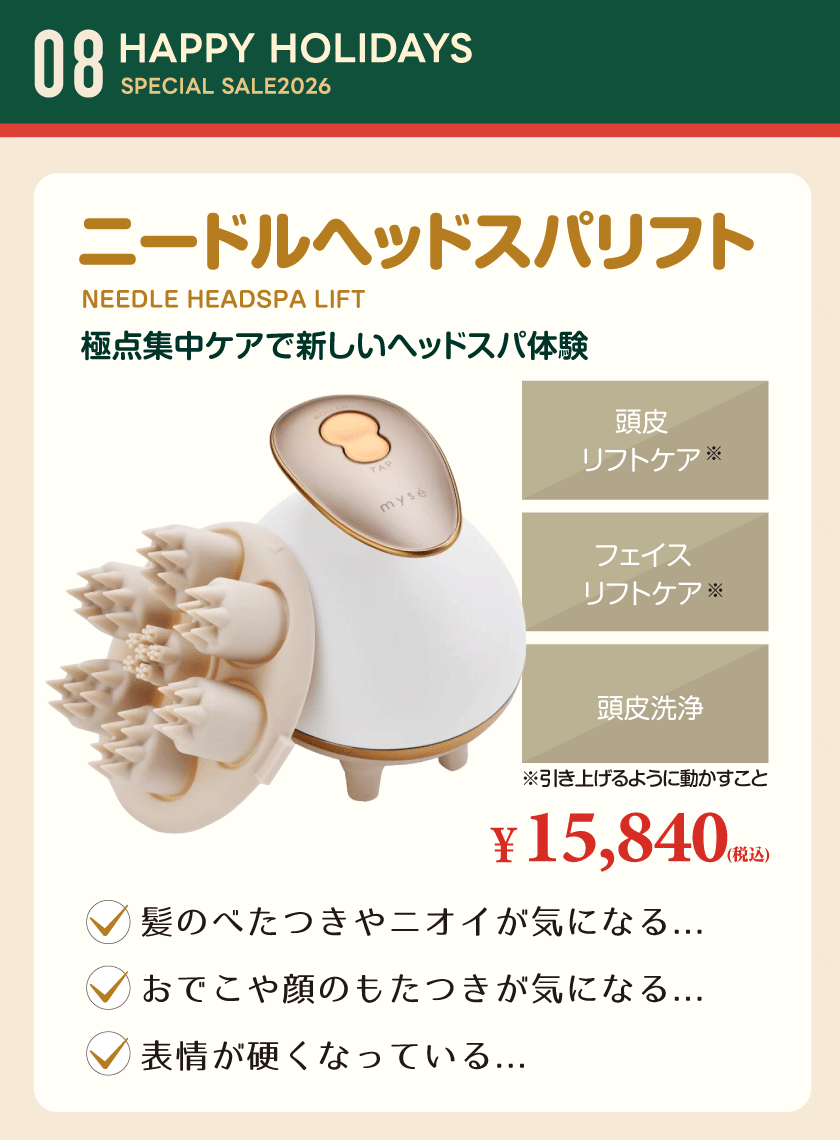 08
HAPPY HOLIDAYS
SPECIAL SALE2026
ニードルヘッドスパリフト
NEEDLE HEADSPA LIFT
極点集中ケアで新しいヘッドスパ体験
TAP
mysé
頭皮
リフトケア※
フェイス
リフトケア※
頭皮洗浄
※引き上げるように動かすこと
¥15,840(税込)
髪のべたつきやニオイが気になる...
おでこや顔のもたつきが気になる...
表情が硬くなっている...